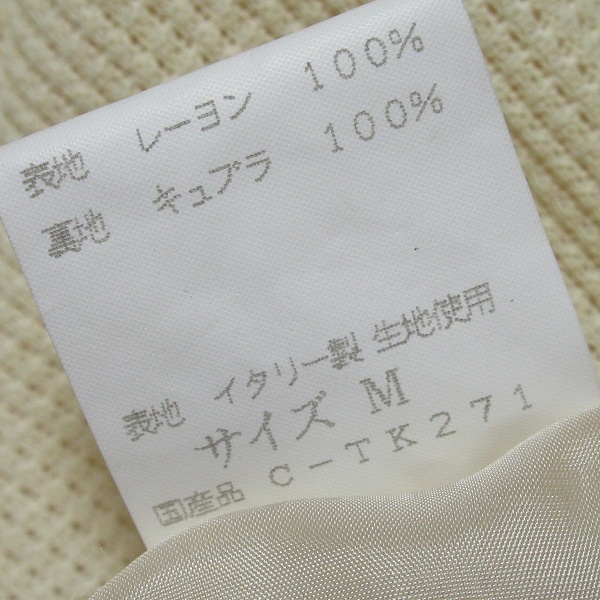 表地 レーヨン 100%
裏地 キュプラ 100%
表地 イタリー製 生地使用
サイズ M
国産品 C-TK271